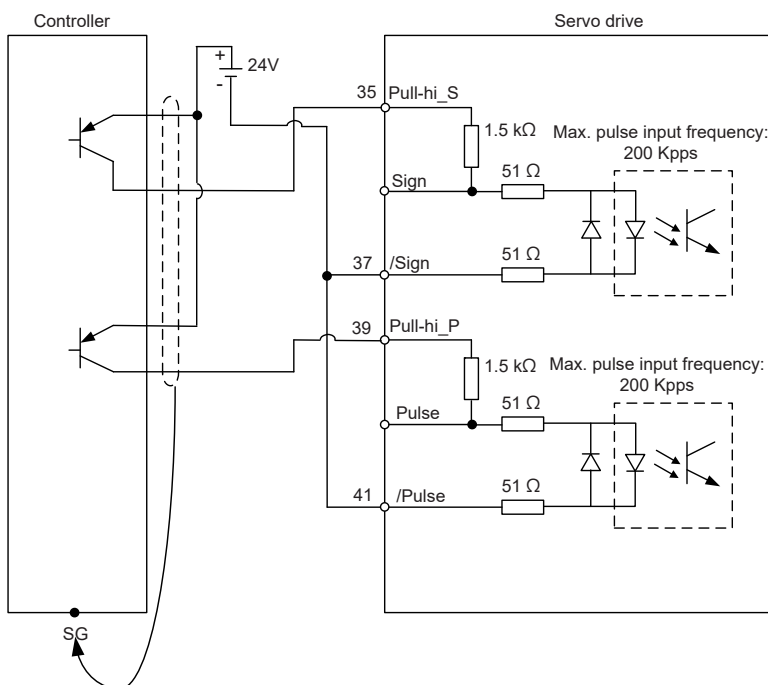 Controller
Servo drive
+
24V
-
35
Pull-hi_S
1.5 kΩ
Max. pulse input frequency:
200 Kpps
Sign
51 Ω
37
/Sign
51 Ω
39
Pull-hi_P
1.5 kΩ
Max. pulse input frequency:
200 Kpps
Pulse
51 Ω
41
/Pulse
51 Ω
SG